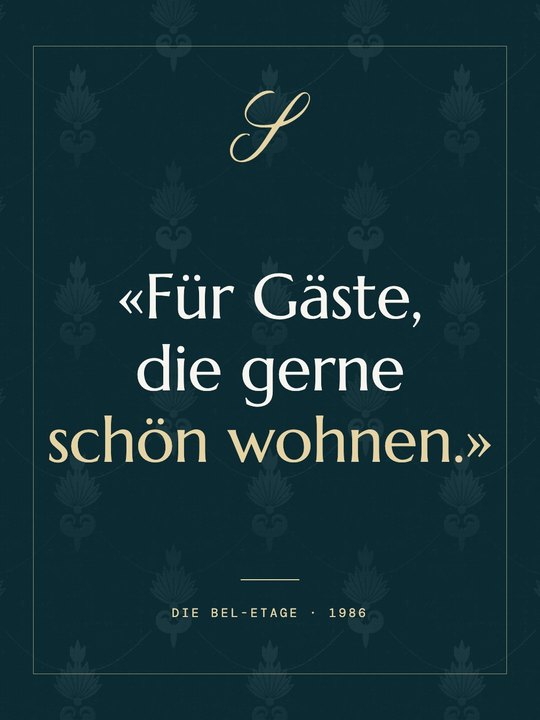 S
«Für Gäste,
die gerne
schön wohnen.»
DIE BEL-ETAGE · 1986